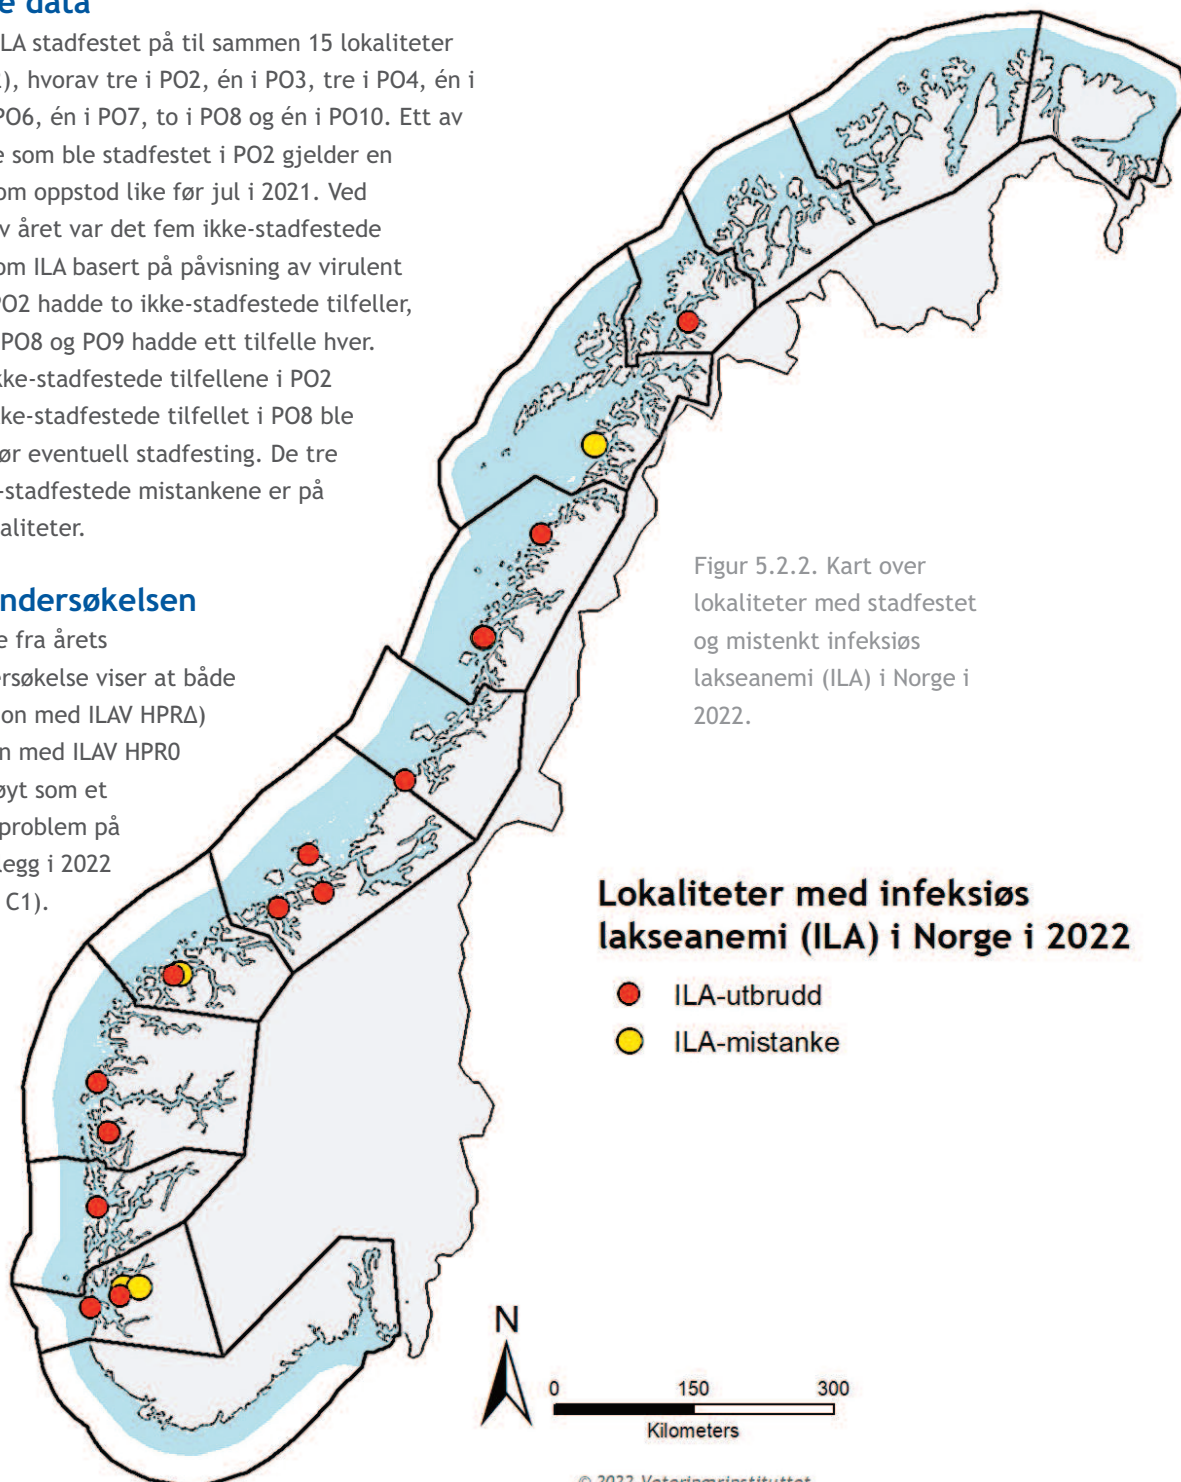 e data
LA stadfestet på til sammen 15 lokaliteter
), hvorav tre i PO2, én i PO3, tre i PO4, én i
PO6, én i PO7, to i PO8 og én i PO10. Ett av
e som ble stadfestet i PO2 gjelder en
om oppstod like før jul i 2021. Ved
v året var det fem ikke-stadfestede
om ILA basert på påvisning av virulent
PO2 hadde to ikke-stadfestede tilfeller,
PO8 og PO9 hadde ett tilfelle hver.
kke-stadfestede tilfellene i PO2
ke-stadfestede tilfellet i PO8 ble
ør eventuell stadfesting. De tre
-stadfestede mistankene er på
aliteter.
ndersøkelsen
e fra årets
ersøkelse viser at både
on med ILAV HPRΔ)
n med ILAV HPR0
øyt som et
problem på
legg i 2022
C1).
Figur 5.2.2. Kart over
lokaliteter med stadfestet
og mistenkt infeksiøs
lakseanemi (ILA) i Norge i
2022.
Lokaliteter med infeksiøs
lakseanemi (ILA) i Norge i 2022
ILA-utbrudd
ILA-mistanke
N
0 150 300
Kilometers
© 2022 Veterinærinstituttet